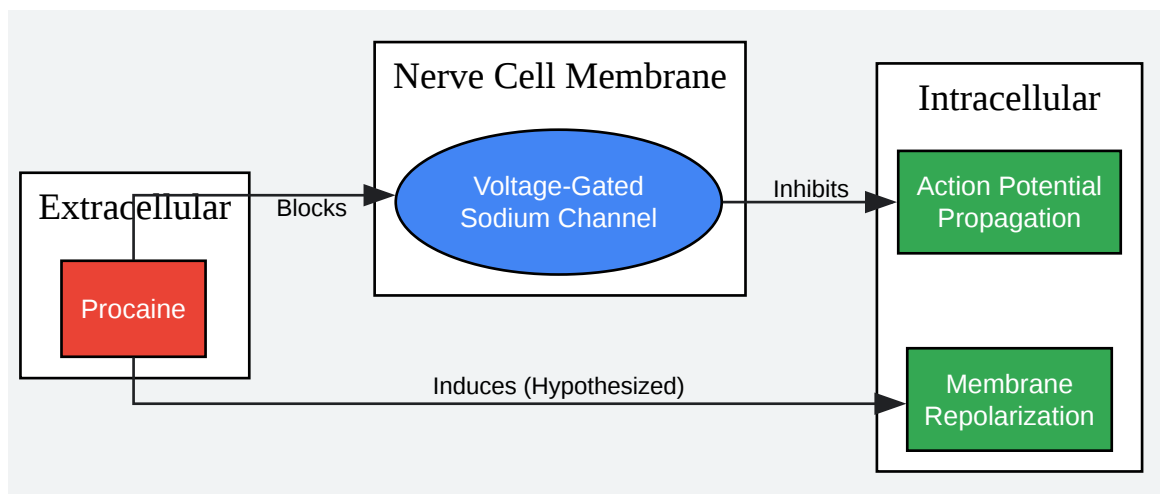 Nerve Cell Membrane
Intracellular
Voltage-Gated
Sodium Channel
Inhibits
Action Potential
Propagation
Extracellular
Blocks
Procaine
Induces (Hypothesized)
Membrane
Repolarization